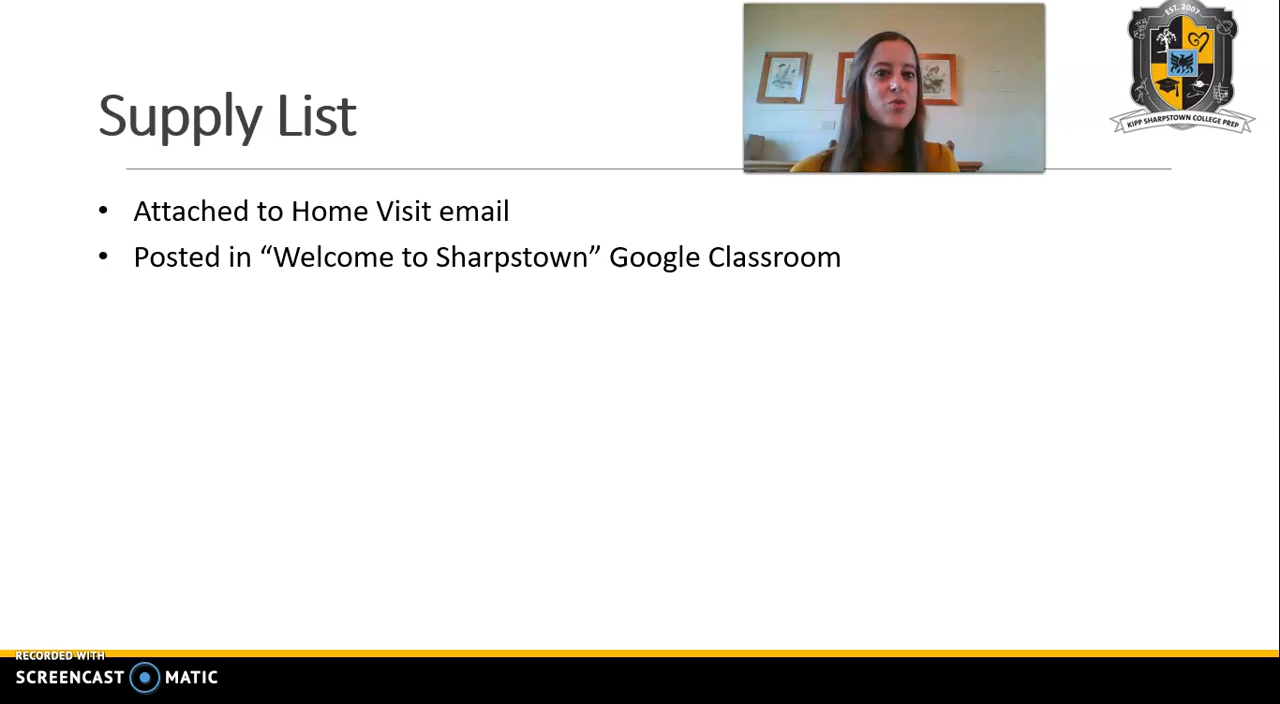 EST. 2007
KIPP SHARPSTOWN COLLEGE PREP
Supply List
• Attached to Home Visit email
• Posted in “Welcome to Sharpstown” Google Classroom
RECORDED WITH
SCREENCAST MATIC